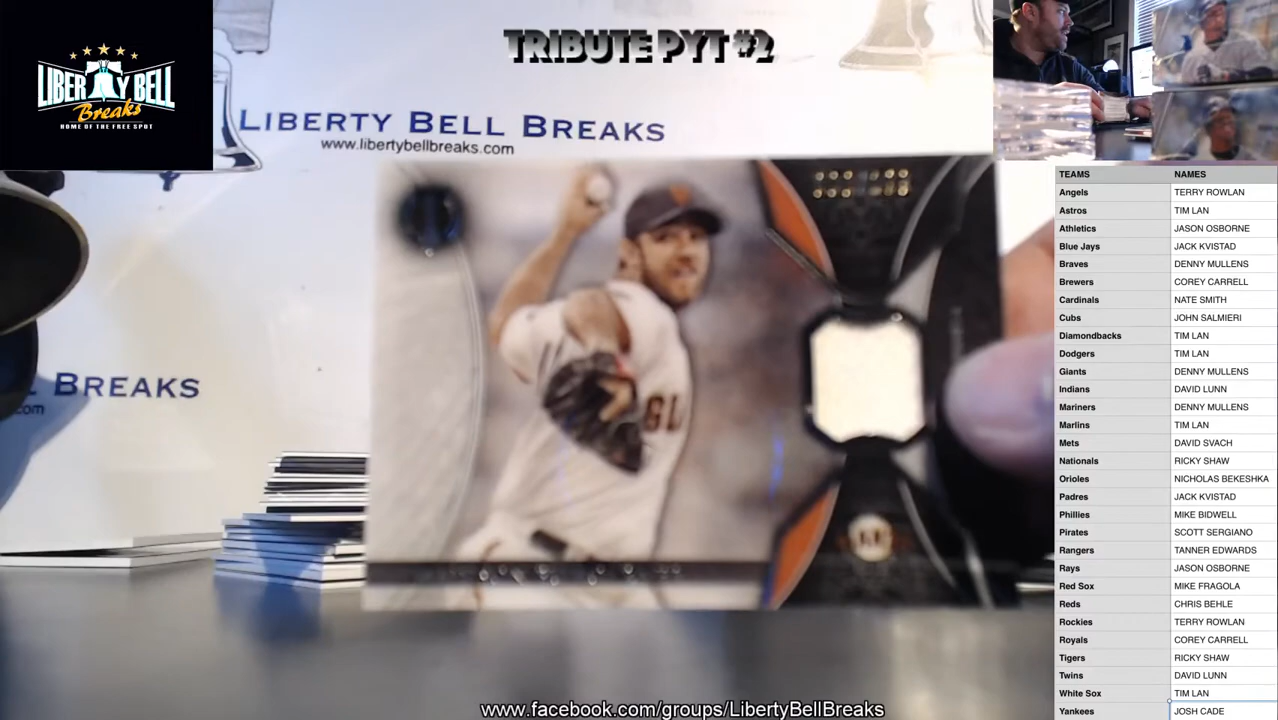 TRIBUTE PYT #2
LIBERTY BELL
Breaks
HOME OF THE FREE SPOT
LIBERTY BELL BREAKS
www.libertybellbreaks.com
L BREAKS
com
GI
TEAMS NAMES
Angels TERRY ROWLAN
Astros TIM LAN
Athletics JASON OSBORNE
Blue Jays JACK KVISTAD
Braves DENNY MULLENS
Brewers COREY CARRELL
Cardinals NATE SMITH
Cubs JOHN SALMIERI
Diamondbacks TIM LAN
Dodgers TIM LAN
Giants DENNY MULLENS
Indians DAVID LUNN
Mariners DENNY MULLENS
Marlins TIM LAN
Mets DAVID SVACH
Nationals RICKY SHAW
Orioles NICHOLAS BEKESHKA
Padres JACK KVISTAD
Phillies MIKE BIDWELL
Pirates SCOTT SERGIANO
Rangers TANNER EDWARDS
Rays JASON OSBORNE
Red Sox MIKE FRAGOLA
Reds CHRIS BEHLE
Rockies TERRY ROWLAN
Royals COREY CARRELL
Tigers RICKY SHAW
Twins DAVID LUNN
White Sox TIM LAN
Yankees JOSH CADE
www.facebook.com/groups/LibertyBellBreaks